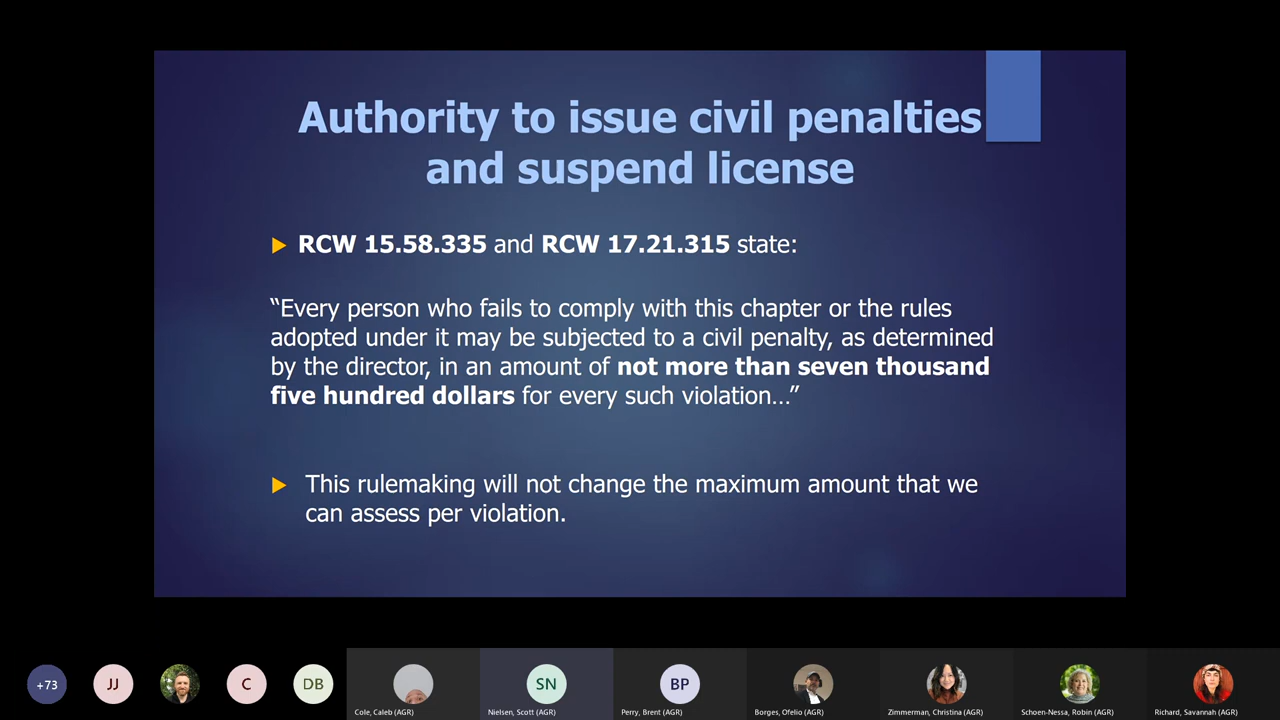 Authority to issue civil penalties
and suspend license
RCW 15.58.335 and RCW 17.21.315 state:
“Every person who fails to comply with this chapter or the rules
adopted under it may be subjected to a civil penalty, as determined
by the director, in an amount of not more than seven thousand
five hundred dollars for every such violation…”
This rulemaking will not change the maximum amount that we
can assess per violation.
+73
JJ
C
DB
SN
BP
Cole, Caleb (AGR)
Nielsen, Scott (AGR)
Perry, Brent (AGR)
Borges, Ofelio (AGR)
Zimmerman, Christina (AGR)
Schoen-Nessa, Robin (AGR)
Richard, Savannah (AGR)